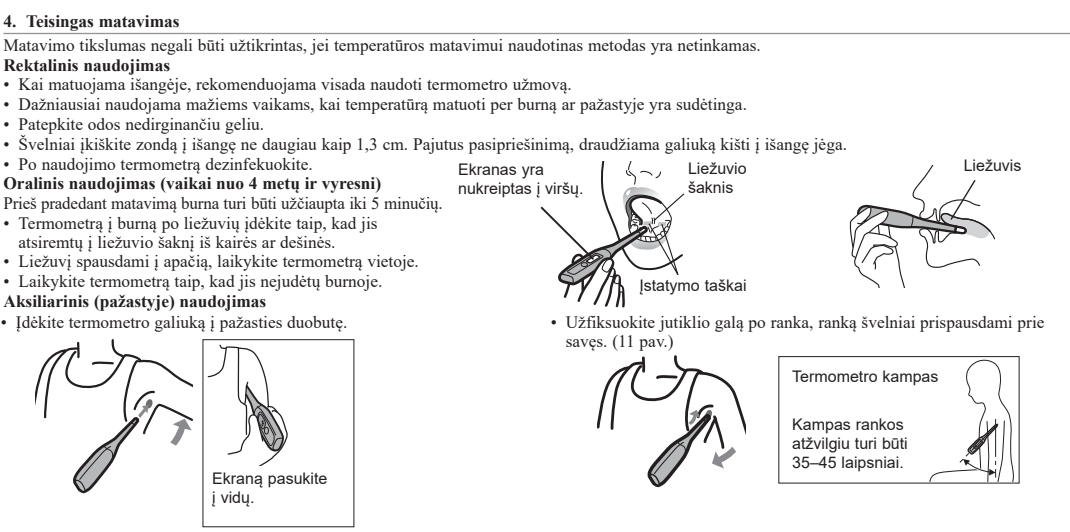 4. Teisingas matavimas
Matavimo tikslumas negali būti užtikrintas, jei temperatūros matavimui naudotinas metodas yra netinkamas.
Rektalinis naudojimas
• Kai matuojama išangėje, rekomenduojama visada naudoti termometro užmovą.
• Dažniausiai naudojama mažiems vaikams, kai temperatūrą matuoti per burną ar pažastyje yra sudėtinga.
• Patepkite odos nedirginančiu geliu.
• Švelniai įkiškite zondą į išangę ne daugiau kaip 1,3 cm. Pajutus pasipriešinimą, draudžiama galiuką kišti į išangę jėga.
• Po naudojimo termometrą dezinfekuokite.
Oralinis naudojimas (vaikai nuo 4 metų ir vyresni)
Prieš pradedant matavimą burna turi būti užčiaupta iki 5 minučių.
• Termometrą į burną po liežuvių įdėkite taip, kad jis
atsiremtų į liežuvio šaknį iš kairės ar dešinės.
• Liežuvį spausdami į apačią, laikykite termometrą vietoje.
• Laikykite termometrą taip, kad jis nejudėtų burnoje.
Ekranas yra
nukreiptas į viršų.
Liežuvio
šaknis
Įstatymo taškai
Liežuvis
Aksiliarinis (pažastyje) naudojimas
• Įdėkite termometro galiuką į pažasties duobutę.
Ekraną pasukite
į vidų.
• Užfiksuokite jutiklio galą po ranka, ranką švelniai prispausdami prie
savęs. (11 pav.)
Termometro kampas
Kampas rankos
atžvilgiu turi būti
35–45 laipsniai.